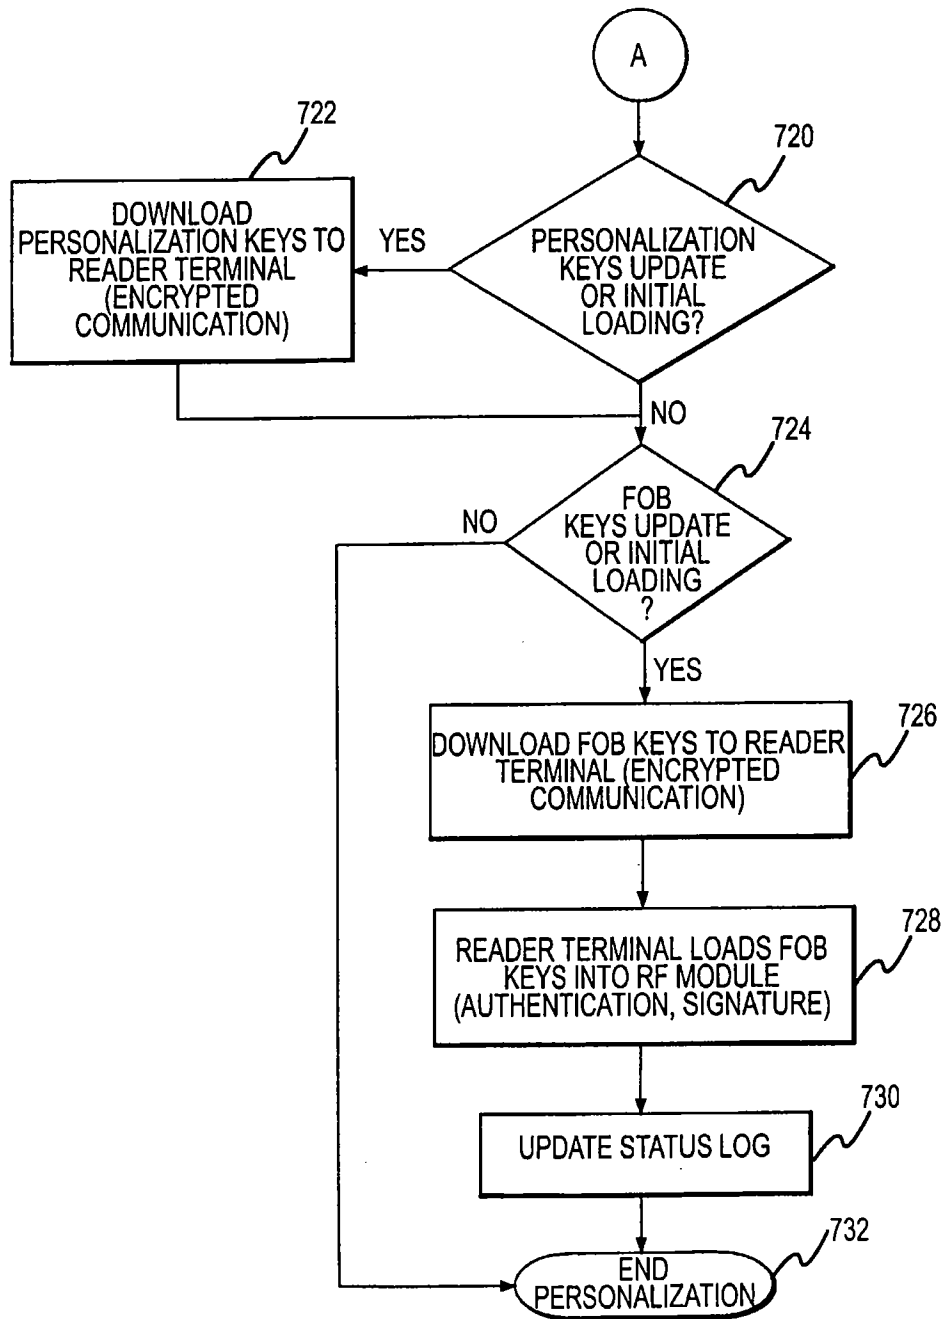 A
722
720
DOWNLOAD
PERSONALIZATION KEYS TO
READER TERMINAL
(ENCRYPTED
COMMUNICATION)
YES
PERSONALIZATION
KEYS UPDATE
OR INITIAL
LOADING?
NO
724
NO
FOB
KEYS UPDATE
OR INITIAL
LOADING
?
YES
726
DOWNLOAD FOB KEYS TO READER
TERMINAL (ENCRYPTED
COMMUNICATION)
728
READER TERMINAL LOADS FOB
KEYS INTO RF MODULE
(AUTHENTICATION, SIGNATURE)
730
UPDATE STATUS LOG
732
END
PERSONALIZATION